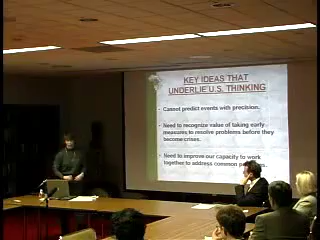 KEY IDEAS THAT
UNDERLIE U.S. THINKING
Cannot predict events with precision.
Need to recognize value of taking early
measures to resolve problems before they
become crises.
Need to improve our capacity to work
together to address common